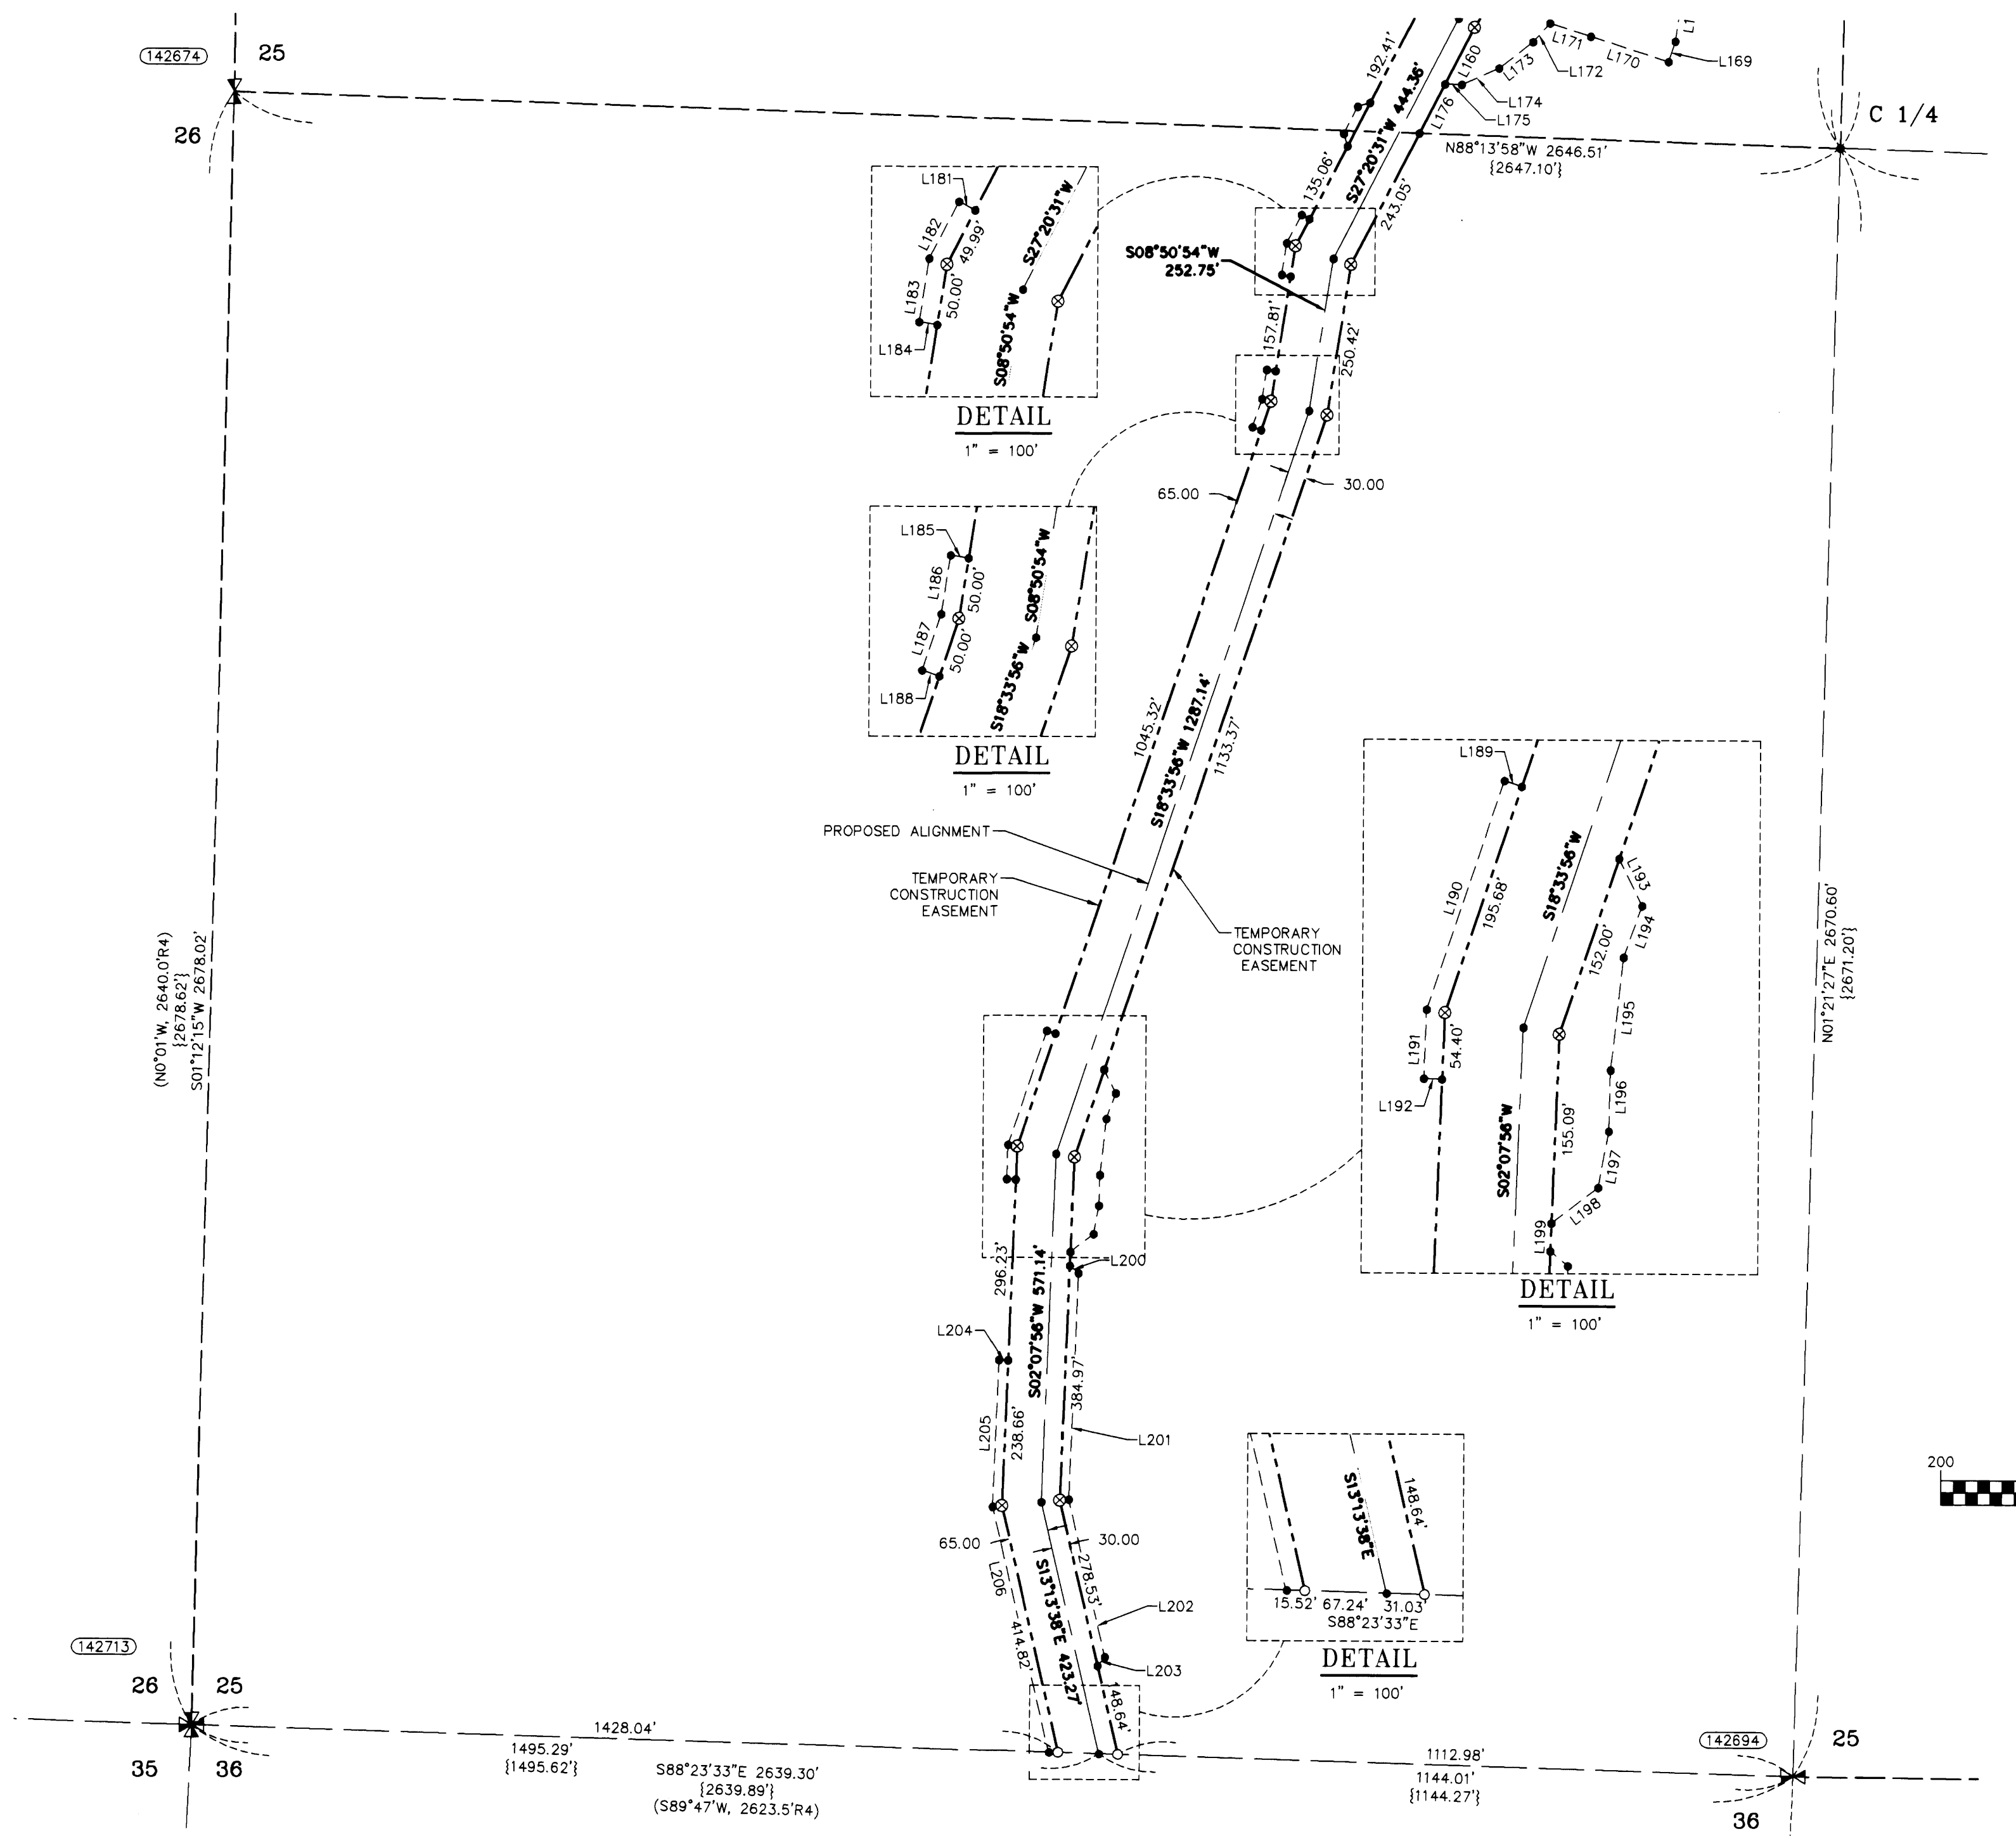 142674
25
26
192.41'
S27°20'31"W 444.36'
L160
L176
L171
L170
L1
L169
L173
L172
L174
L175
C 1/4
N88°13'58"W 2646.51'
{2647.10'}
135.06'
243.05'
L181
L182
49.99'
L183
50.00'
L184
S27°20'31"W
S08°50'54"W
DETAIL
1" = 100'
S08°50'54"W
252.75'
157.81'
250.42'
65.00
30.00
L185
L186
50.00'
L187
50.00'
L188
S08°50'54"W
S18°33'56"W
DETAIL
1" = 100'
1045.32'
S18°33'56"W 1287.14'
1133.37'
PROPOSED ALIGNMENT
TEMPORARY
CONSTRUCTION
EASEMENT
TEMPORARY
CONSTRUCTION
EASEMENT
L189
L190
195.68'
S18°33'56"W
L193
L194
152.00'
L195
L191
54.40'
L192
L196
S02°07'56"W
155.09'
L197
L198
L199
DETAIL
1" = 100'
(N0°01'W, 2640.0'R4)
{2678.62'}
S01°12'15"W 2678.02'
N01°21'27"E 2670.60'
{2671.20'}
296.23'
S02°07'56"W 571.14'
L200
L204
384.97'
L205
238.66'
L201
200
65.00
30.00
L206
278.53'
S13°13'38"E 423.27'
L202
414.82'
L203
148.64'
S13°13'38"E
148.64'
15.52' 67.24' 31.03'
S88°23'33"E
DETAIL
1" = 100'
142713
26
25
35
36
1428.04'
1495.29'
{1495.62'}
S88°23'33"E 2639.30'
{2639.89'}
(S89°47'W, 2623.5'R4)
1112.98'
1144.01'
{1144.27'}
142694
25
36